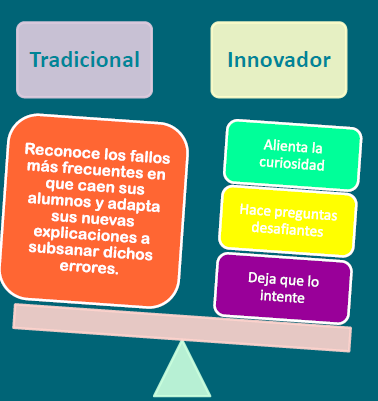 Tradicional
Innovador
Reconoce los fallos
más frecuentes en
que caen sus
alumnos y adapta
sus nuevas
explicaciones a
subsanar dichos
errores.
Alienta la
curiosidad
Hace preguntas
desafiantes
Deja que lo
intente